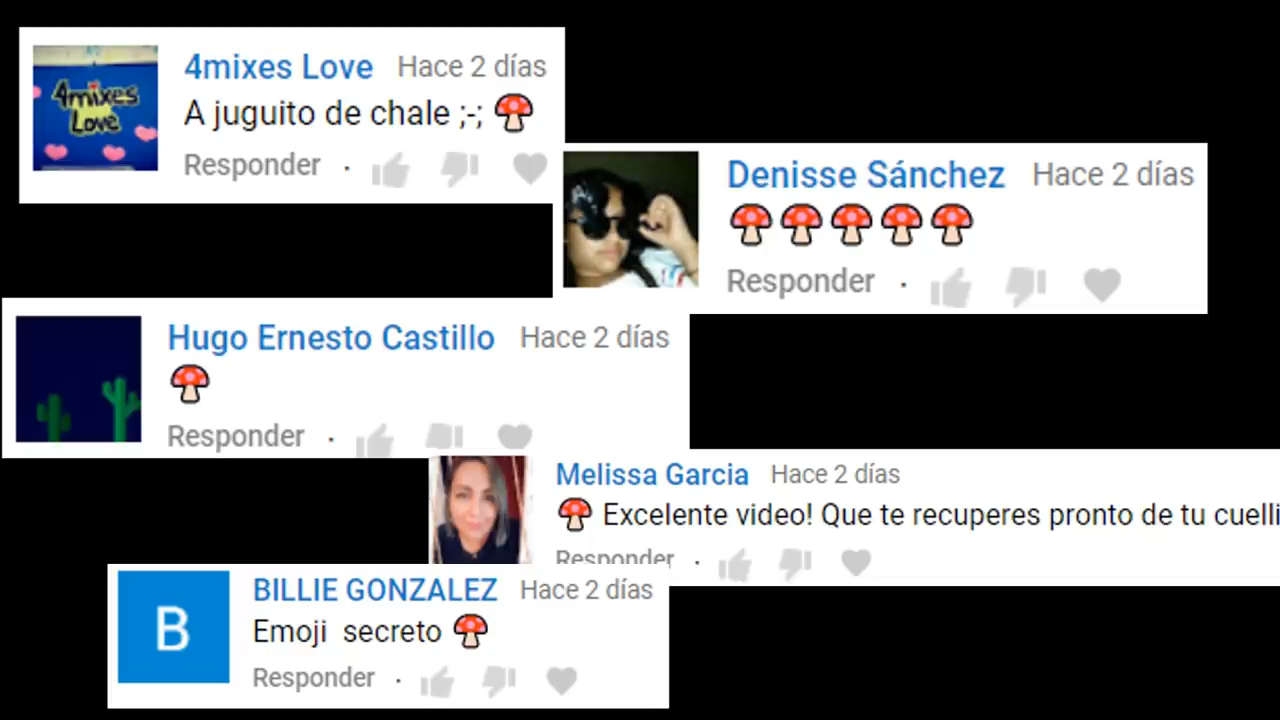 4mixes Love Hace 2 días
A juguito de chale ;-; 🍄
Responder ·
4mixes
Love
Denisse Sánchez Hace 2 días
🍄🍄🍄🍄🍄
Responder ·
Hugo Ernesto Castillo Hace 2 días
🍄
Responder ·
Melissa Garcia Hace 2 días
🍄 Excelente video! Que te recuperes pronto de tu cuelli
Responder ·
B
BILLIE GONZALEZ Hace 2 días
Emoji secreto 🍄
Responder ·